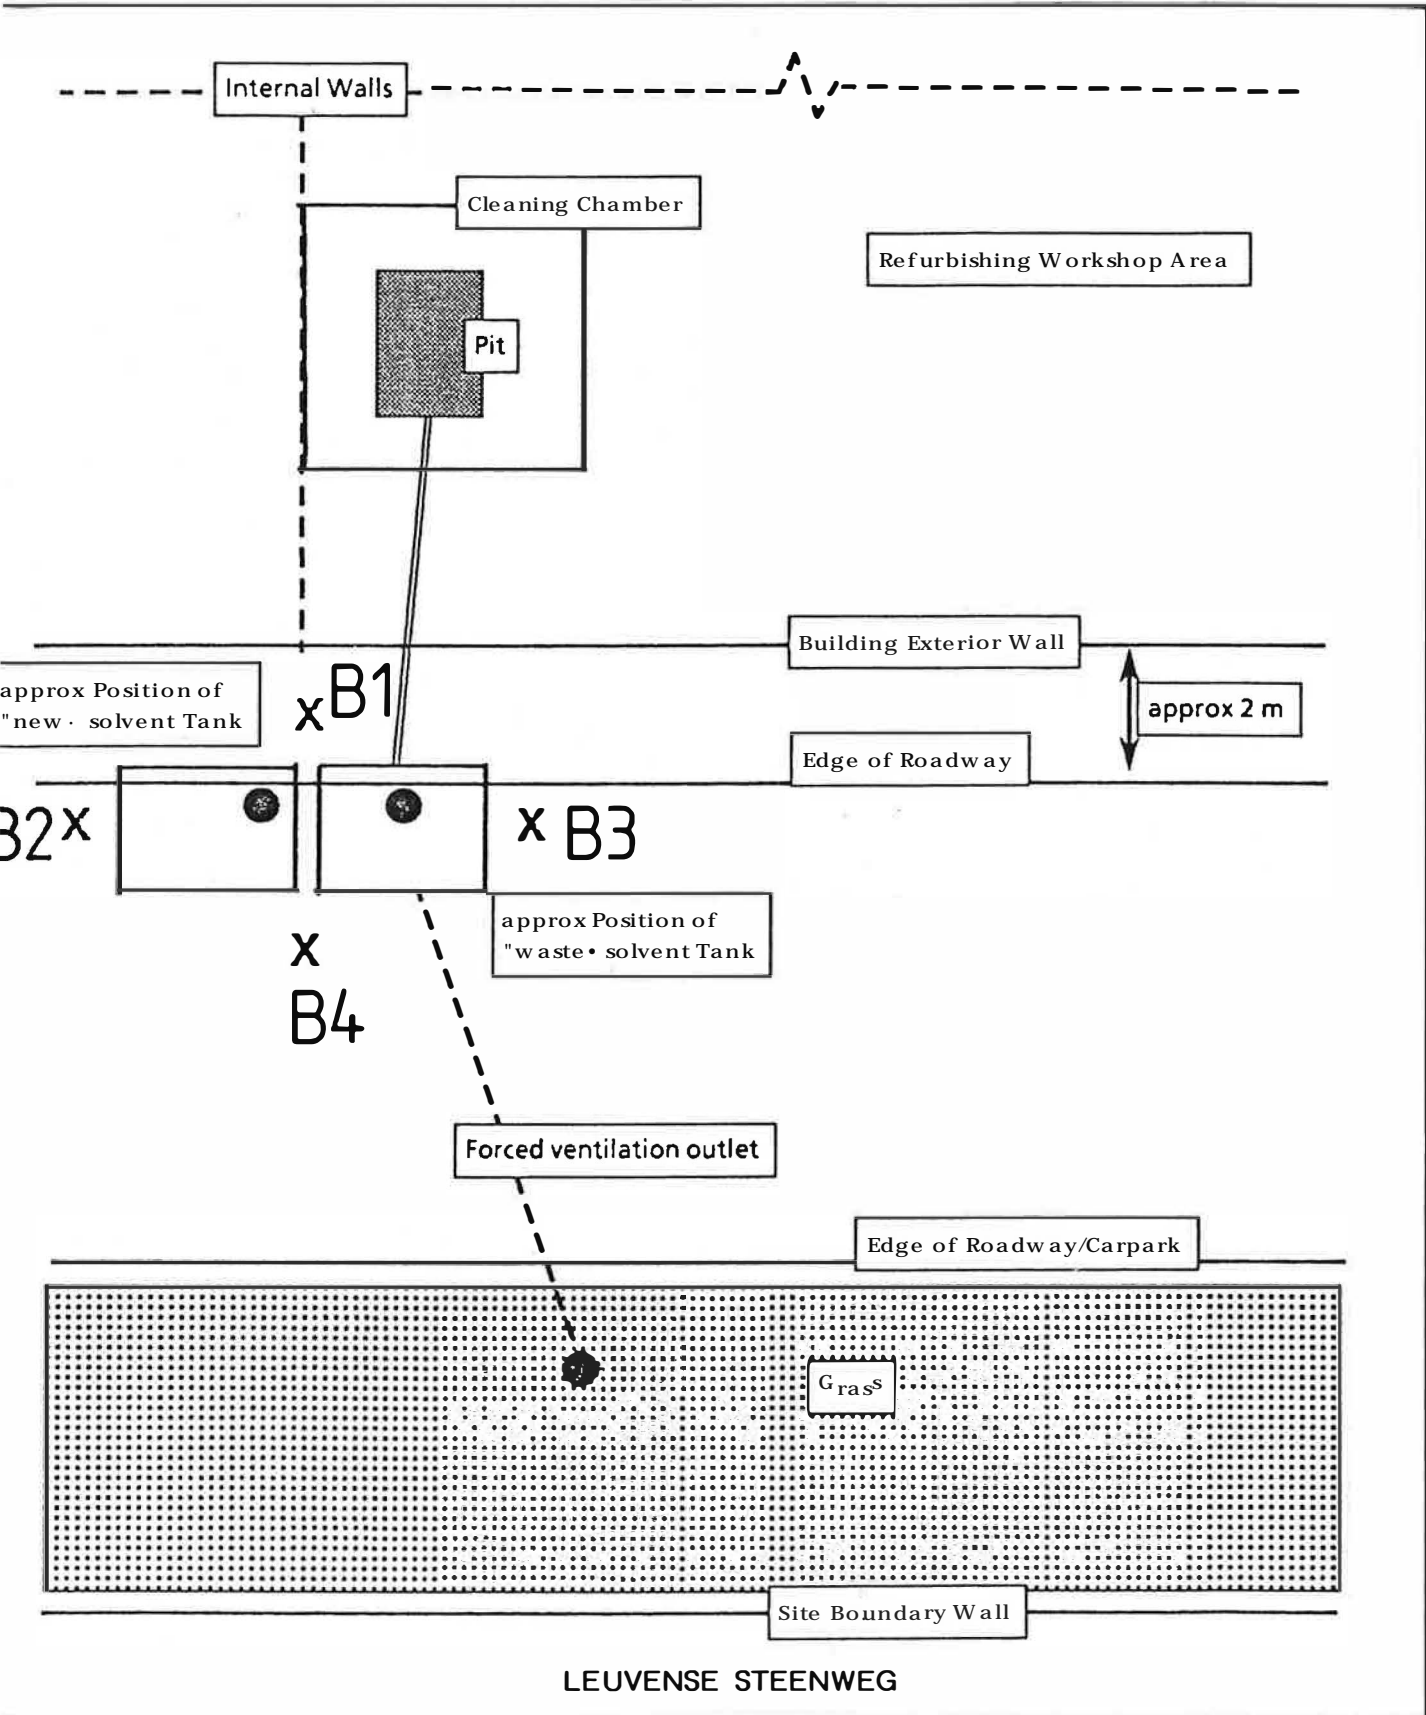 Internal Walls
Cleaning Chamber
Refurbishing Workshop Area
Pit
Building Exterior Wall
approx Position of
"new · solvent Tank
xB1
approx 2 m
Edge of Roadway
B2x
x B3
approx Position of
"waste• solvent Tank
x
B4
Forced ventilation outlet
Edge of Roadway/Carpark
Grass
Site Boundary Wall
LEUVENSE STEENWEG